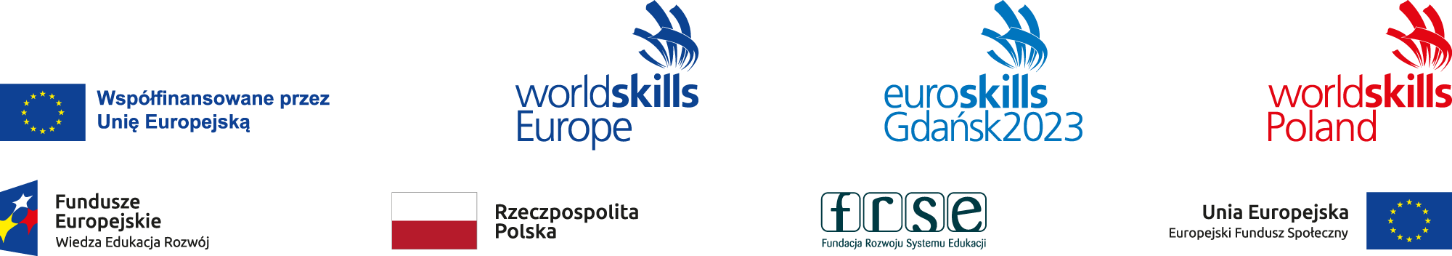 Współfinansowane przez
Unię Europejską
worldskills
Europe
euroskills
Gdańsk2023
worldskills
Poland
Fundusze
Europejskie
Wiedza Edukacja Rozwój
Rzeczpospolita
Polska
frse
Fundacja Rozwoju Systemu Edukacji
Unia Europejska
Europejski Fundusz Społeczny